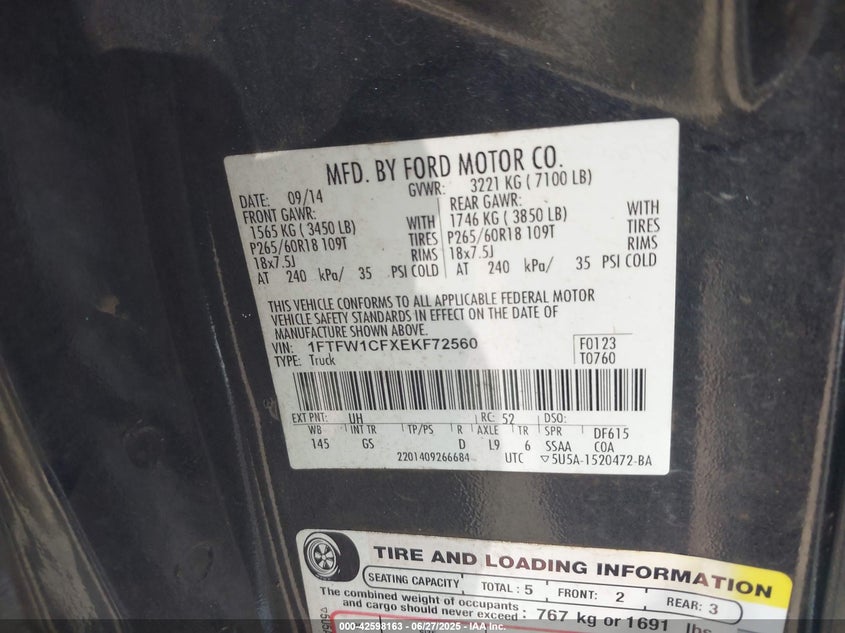 MFD. BY FORD MOTOR CO.
DATE: 09/14 GVWR: 3221 KG ( 7100 LB)
FRONT GAWR: REAR GAWR:
1565 KG ( 3450 LB) WITH 1746 KG ( 3850 LB) WITH
P265/60R18 109T TIRES P265/60R18 109T TIRES
18x7.5J RIMS 18x7.5J RIMS
AT 240 kPa/ 35 PSI COLD AT 240 kPa/ 35 PSI COLD
THIS VEHICLE CONFORMS TO ALL APPLICABLE FEDERAL MOTOR
VEHICLE SAFETY STANDARDS IN EFFECT ON THE DATE OF
MANUFACTURE SHOWN ABOVE.
VIN: 1FTFW1CFXEKF72560 F0123
TYPE: Truck T0760
EXT PNT: UH RC: 52 DSO:
WB INT TR TP/PS R AXLE TR SPR DF615
145 GS D L9 6 SSAA COA
2201409266684 UTC ▽5U5A-1520472-BA
TIRE AND LOADING INFORMATION
SEATING CAPACITY TOTAL : 5 FRONT: 2 REAR: 3
The combined weight of occupants
and cargo should never exceed : 767 kg or 1691 lbs
000-42598163 - 06/27/2025 - IAA Inc.